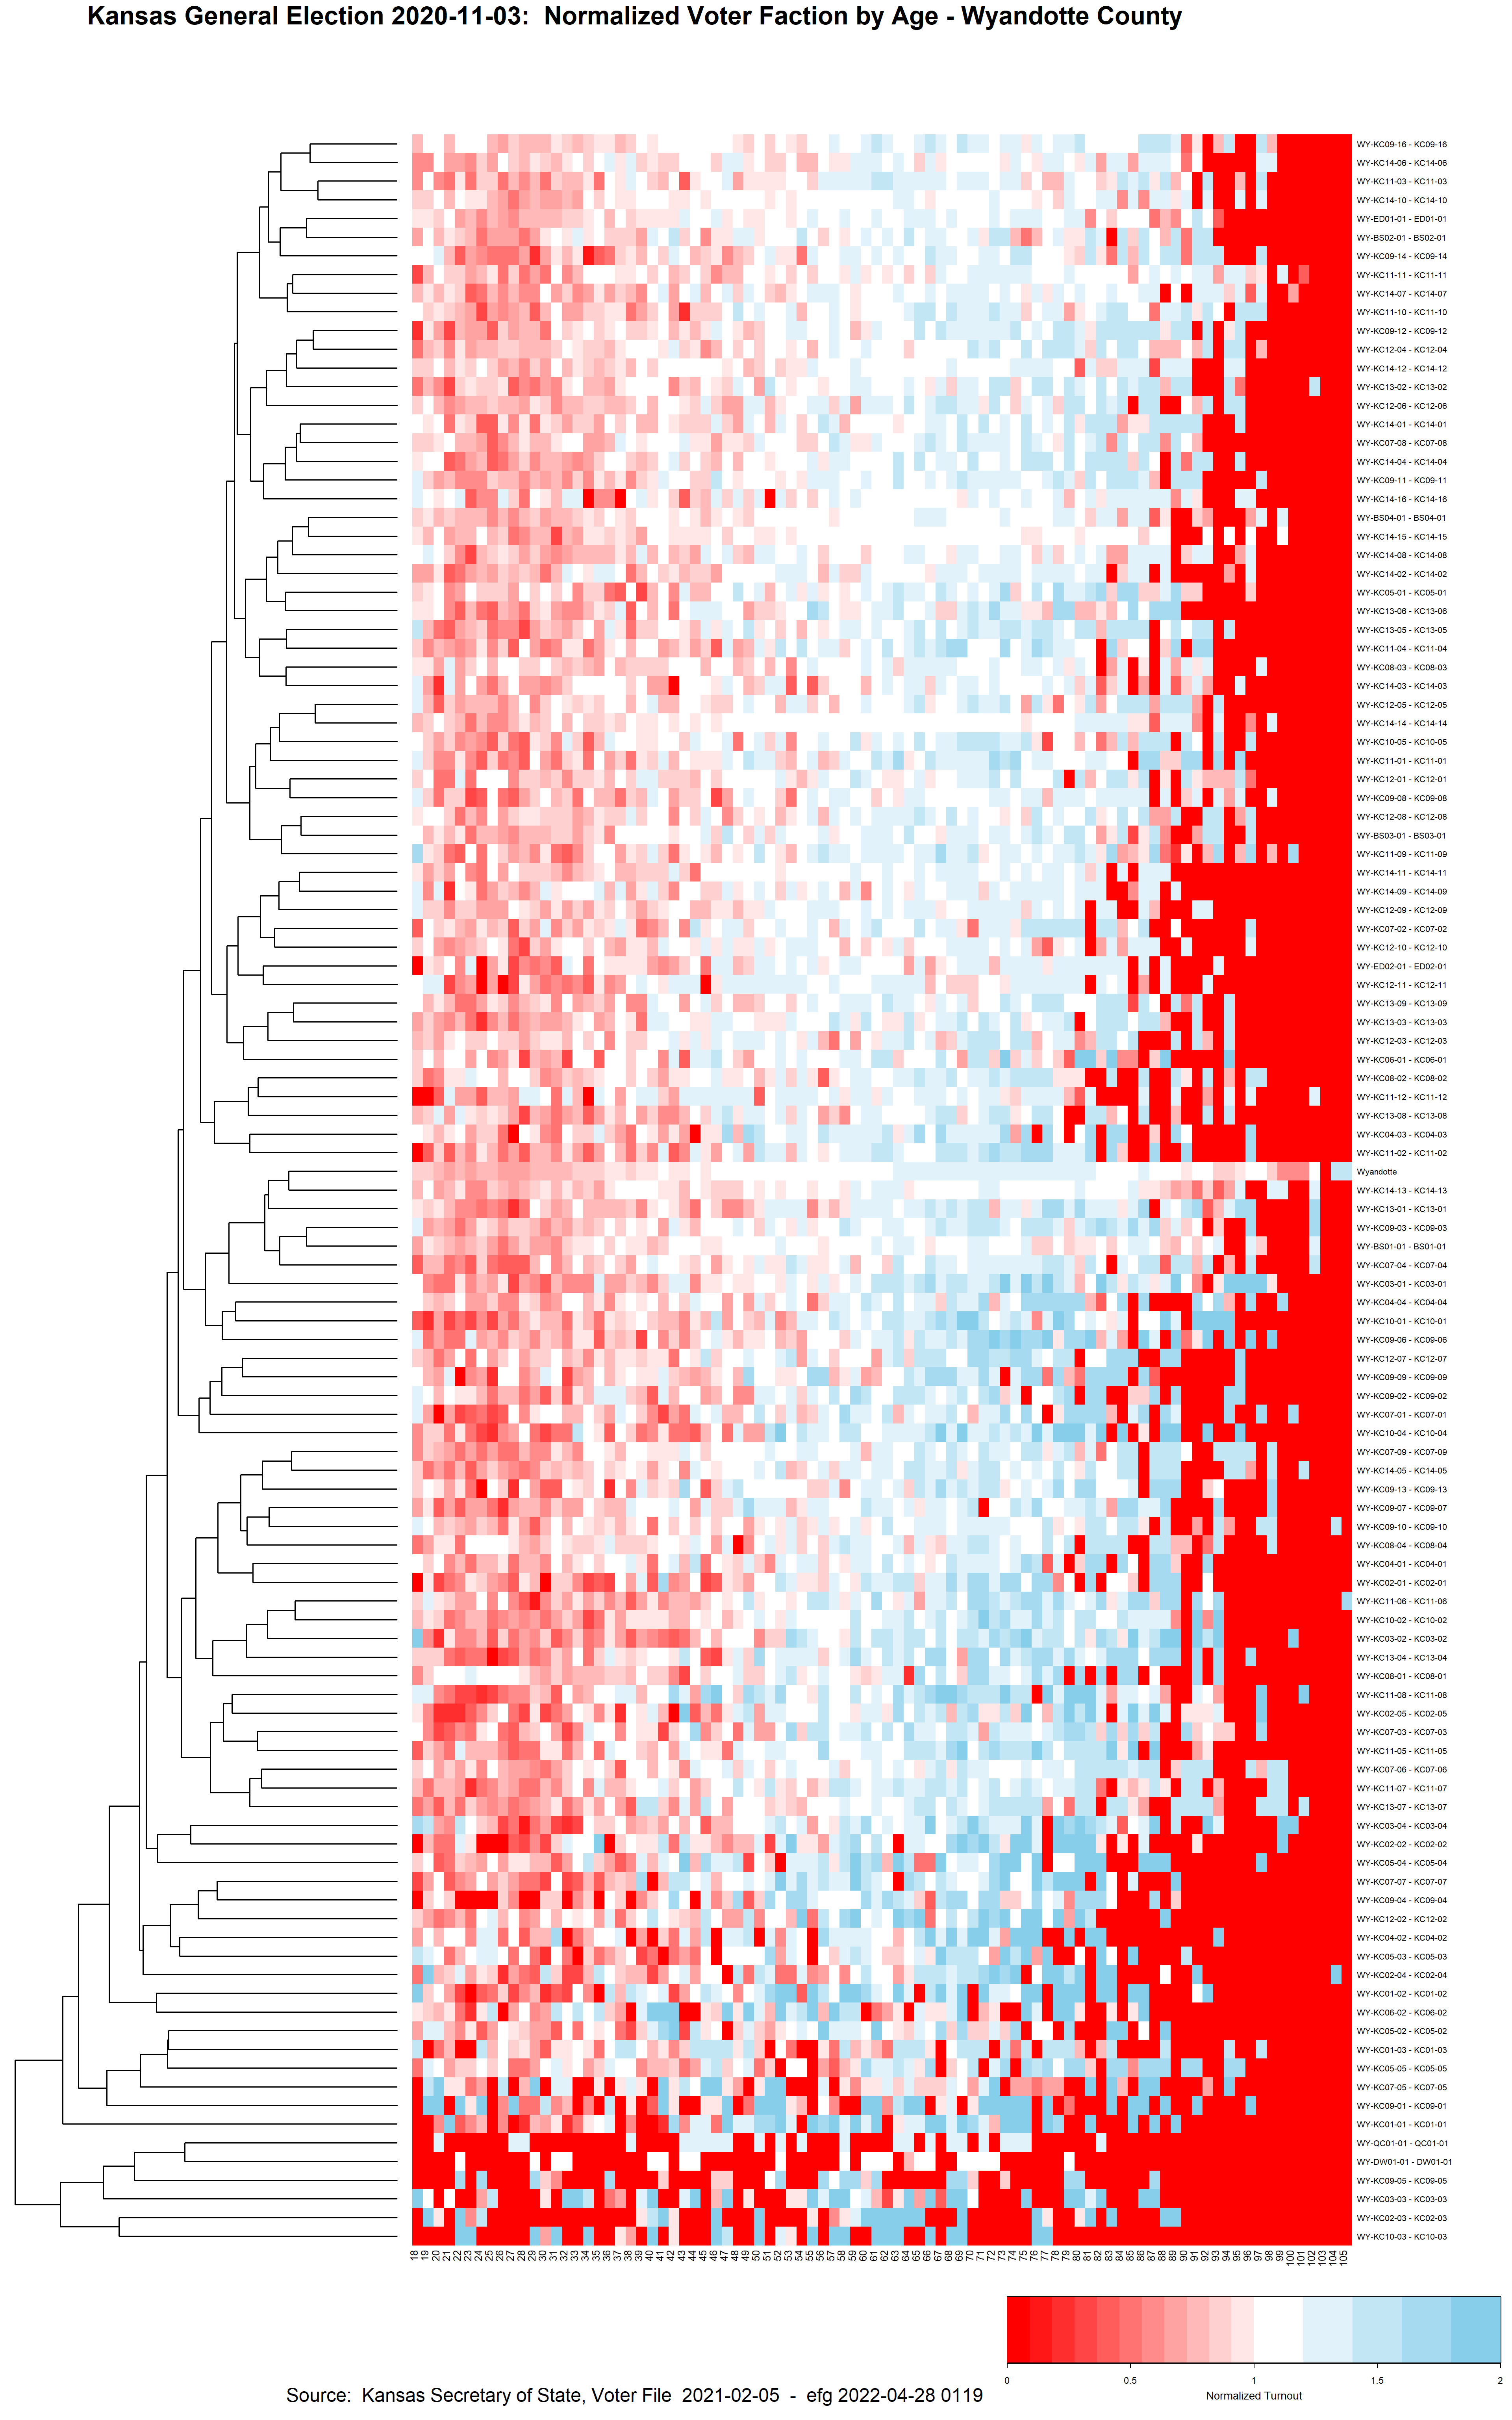 Kansas General Election 2020-11-03:  Normalized Voter Faction by Age - Wyandotte County
WY-KC09-16 - KC09-16
WY-KC14-06 - KC14-06
WY-KC11-03 - KC11-03
WY-KC14-10 - KC14-10
WY-ED01-01 - ED01-01
WY-BS02-01 - BS02-01
WY-KC09-14 - KC09-14
WY-KC11-11 - KC11-11
WY-KC14-07 - KC14-07
WY-KC11-10 - KC11-10
WY-KC09-12 - KC09-12
WY-KC12-04 - KC12-04
WY-KC14-12 - KC14-12
WY-KC13-02 - KC13-02
WY-KC12-06 - KC12-06
WY-KC14-01 - KC14-01
WY-KC07-08 - KC07-08
WY-KC14-04 - KC14-04
WY-KC09-11 - KC09-11
WY-KC14-16 - KC14-16
WY-BS04-01 - BS04-01
WY-KC14-15 - KC14-15
WY-KC14-08 - KC14-08
WY-KC14-02 - KC14-02
WY-KC05-01 - KC05-01
WY-KC13-06 - KC13-06
WY-KC13-05 - KC13-05
WY-KC11-04 - KC11-04
WY-KC08-03 - KC08-03
WY-KC14-03 - KC14-03
WY-KC12-05 - KC12-05
WY-KC14-14 - KC14-14
WY-KC10-05 - KC10-05
WY-KC11-01 - KC11-01
WY-KC12-01 - KC12-01
WY-KC09-08 - KC09-08
WY-KC12-08 - KC12-08
WY-BS03-01 - BS03-01
WY-KC11-09 - KC11-09
WY-KC14-11 - KC14-11
WY-KC14-09 - KC14-09
WY-KC12-09 - KC12-09
WY-KC07-02 - KC07-02
WY-KC12-10 - KC12-10
WY-ED02-01 - ED02-01
WY-KC12-11 - KC12-11
WY-KC13-09 - KC13-09
WY-KC13-03 - KC13-03
WY-KC12-03 - KC12-03
WY-KC06-01 - KC06-01
WY-KC08-02 - KC08-02
WY-KC11-12 - KC11-12
WY-KC13-08 - KC13-08
WY-KC04-03 - KC04-03
WY-KC11-02 - KC11-02
Wyandotte
WY-KC14-13 - KC14-13
WY-KC13-01 - KC13-01
WY-KC09-03 - KC09-03
WY-BS01-01 - BS01-01
WY-KC07-04 - KC07-04
WY-KC03-01 - KC03-01
WY-KC04-04 - KC04-04
WY-KC10-01 - KC10-01
WY-KC09-06 - KC09-06
WY-KC12-07 - KC12-07
WY-KC09-09 - KC09-09
WY-KC09-02 - KC09-02
WY-KC07-01 - KC07-01
WY-KC10-04 - KC10-04
WY-KC07-09 - KC07-09
WY-KC14-05 - KC14-05
WY-KC09-13 - KC09-13
WY-KC09-07 - KC09-07
WY-KC09-10 - KC09-10
WY-KC08-04 - KC08-04
WY-KC04-01 - KC04-01
WY-KC02-01 - KC02-01
WY-KC11-06 - KC11-06
WY-KC10-02 - KC10-02
WY-KC03-02 - KC03-02
WY-KC13-04 - KC13-04
WY-KC08-01 - KC08-01
WY-KC11-08 - KC11-08
WY-KC02-05 - KC02-05
WY-KC07-03 - KC07-03
WY-KC11-05 - KC11-05
WY-KC07-06 - KC07-06
WY-KC11-07 - KC11-07
WY-KC13-07 - KC13-07
WY-KC03-04 - KC03-04
WY-KC02-02 - KC02-02
WY-KC05-04 - KC05-04
WY-KC07-07 - KC07-07
WY-KC09-04 - KC09-04
WY-KC12-02 - KC12-02
WY-KC04-02 - KC04-02
WY-KC05-03 - KC05-03
WY-KC02-04 - KC02-04
WY-KC01-02 - KC01-02
WY-KC06-02 - KC06-02
WY-KC05-02 - KC05-02
WY-KC01-03 - KC01-03
WY-KC05-05 - KC05-05
WY-KC07-05 - KC07-05
WY-KC09-01 - KC09-01
WY-KC01-01 - KC01-01
WY-QC01-01 - QC01-01
WY-DW01-01 - DW01-01
WY-KC09-05 - KC09-05
WY-KC03-03 - KC03-03
WY-KC02-03 - KC02-03
WY-KC10-03 - KC10-03
18 19 20 21 22 23 24 25 26 27 28 29 30 31 32 33 34 35 36 37 38 39 40 41 42 43 44 45 46 47 48 49 50 51 52 53 54 55 56 57 58 59 60 61 62 63 64 65 66 67 68 69 70 71 72 73 74 75 76 77 78 79 80 81 82 83 84 85 86 87 88 89 90 91 92 93 94 95 96 97 98 99 100 101 102 103 104 105
0 0.5 1 1.5 2
Normalized Turnout
Source:  Kansas Secretary of State, Voter File  2021-02-05  -  efg 2022-04-28 0119